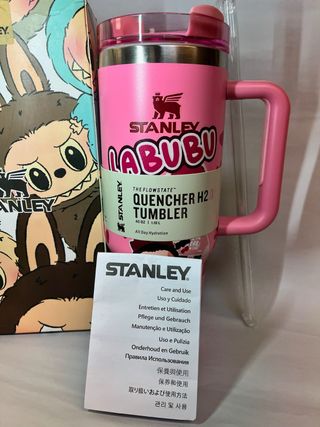 STANLEY
STANLEY
LABUBU
STANLEY
THE FLOWSTATE™
QUENCHER H2
TUMBLER
All Day Hydration
STANLEY
Care and Use
Uso y Cuidado
Entretien et Utilisation
Pflege und Gebrauch
Manutenção e Utilização
Uso e Pulizia
Onderhoud en Gebruik
Правила Использования
保養與使用
保养和使用
取り扱いおよび使用方法
관리 및 사용